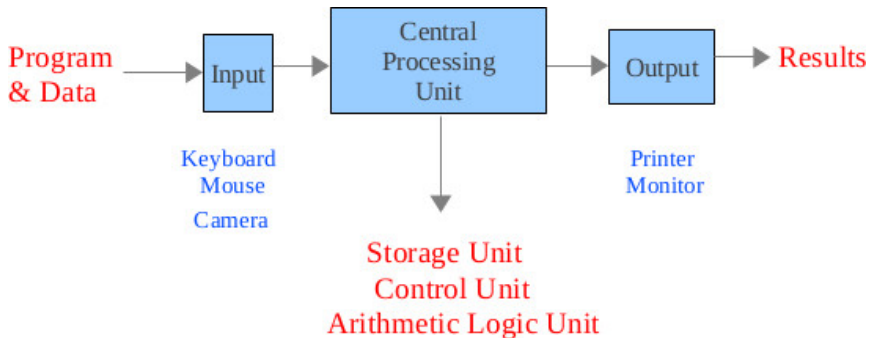 Program
& Data
Input
Central
Processing
Unit
Output
Results
Keyboard
Mouse
Camera
Printer
Monitor
Storage Unit
Control Unit
Arithmetic Logic Unit